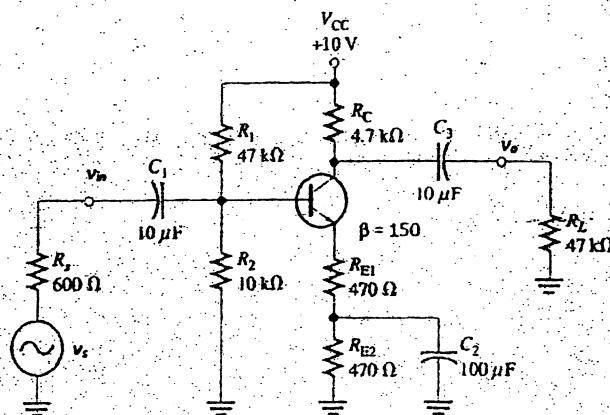 V_CC
+10 V
R_1
47 kΩ
R_C
4.7 kΩ
C_3
v_o
10 μF
C_1
v_in
10 μF
β = 150
R_L
47 kΩ
R_s
600 Ω
R_2
10 kΩ
R_E1
470 Ω
v_s
R_E2
470 Ω
C_2
100 μF